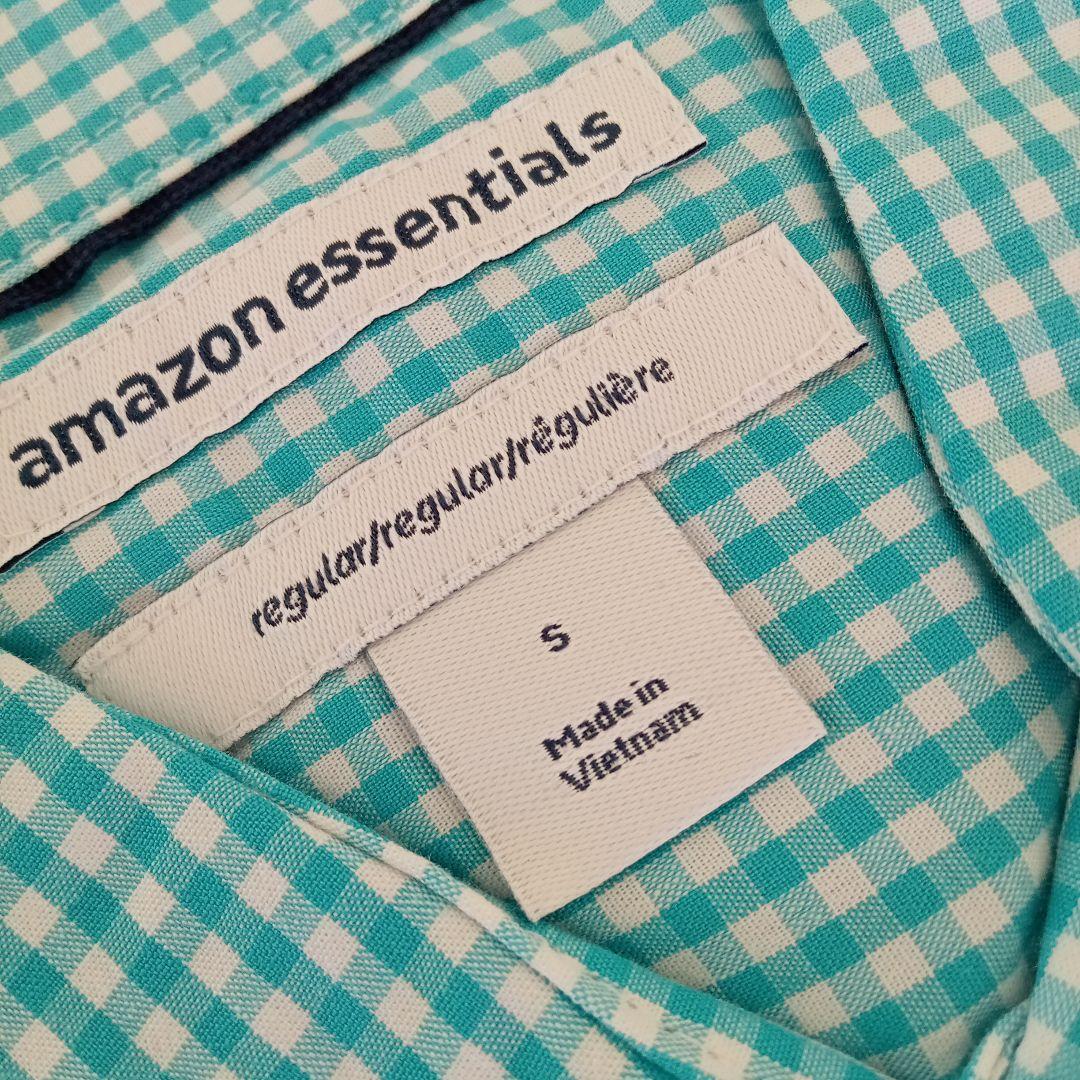 amazon essentials
regular/regular/régulière
S
Made in
Vietnam